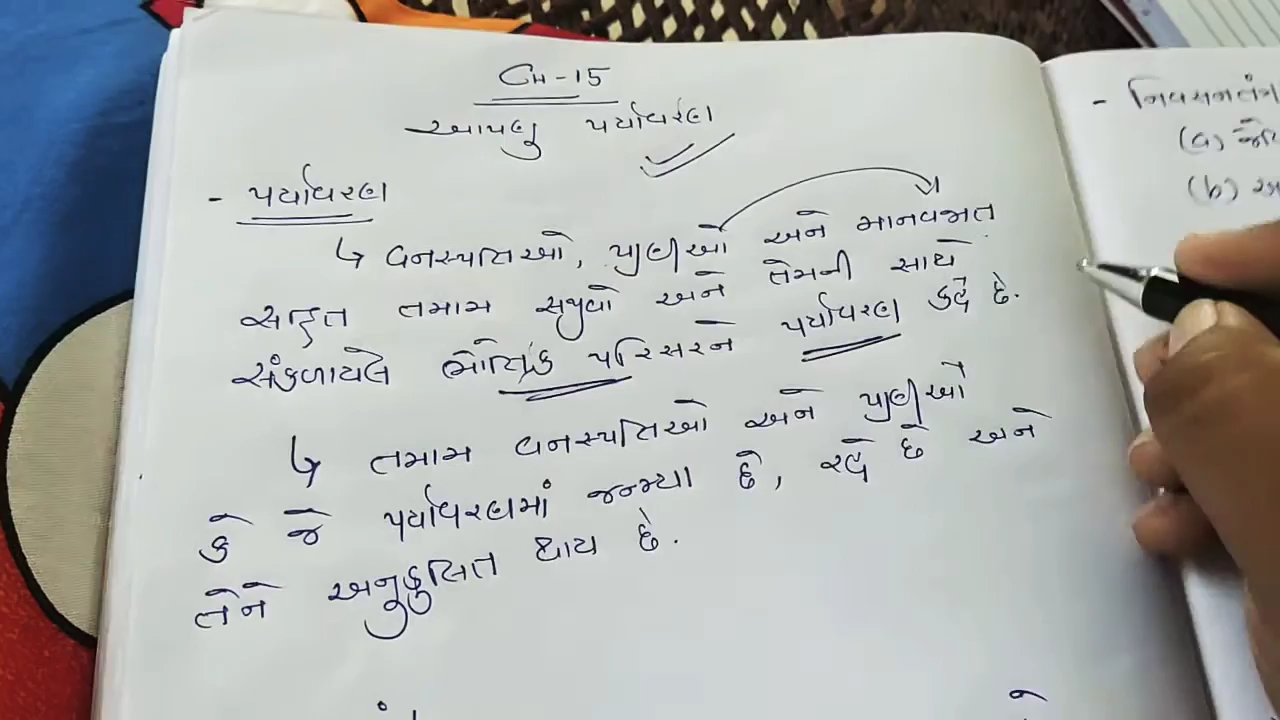 CH-15
આપણુ પર્યાવરણ
- પર્યાવરણ
↳ વનસ્પતિઓ, પ્રાણીઓ અને માનવજાત
સહિત તમામ સજીવો અને તેમની સાથે
સંકળાયેલ ભૌતિક પરિસરને પર્યાવરણ કહે છે.
↳ તમામ વનસ્પતિઓ અને પ્રાણીઓ
કે જે પર્યાવરણમાં જન્મ્યા છે, રહે છે અને
તેને અનુકુલિત થાય છે.
- નિવસનતંત્ર
(a)
(b)